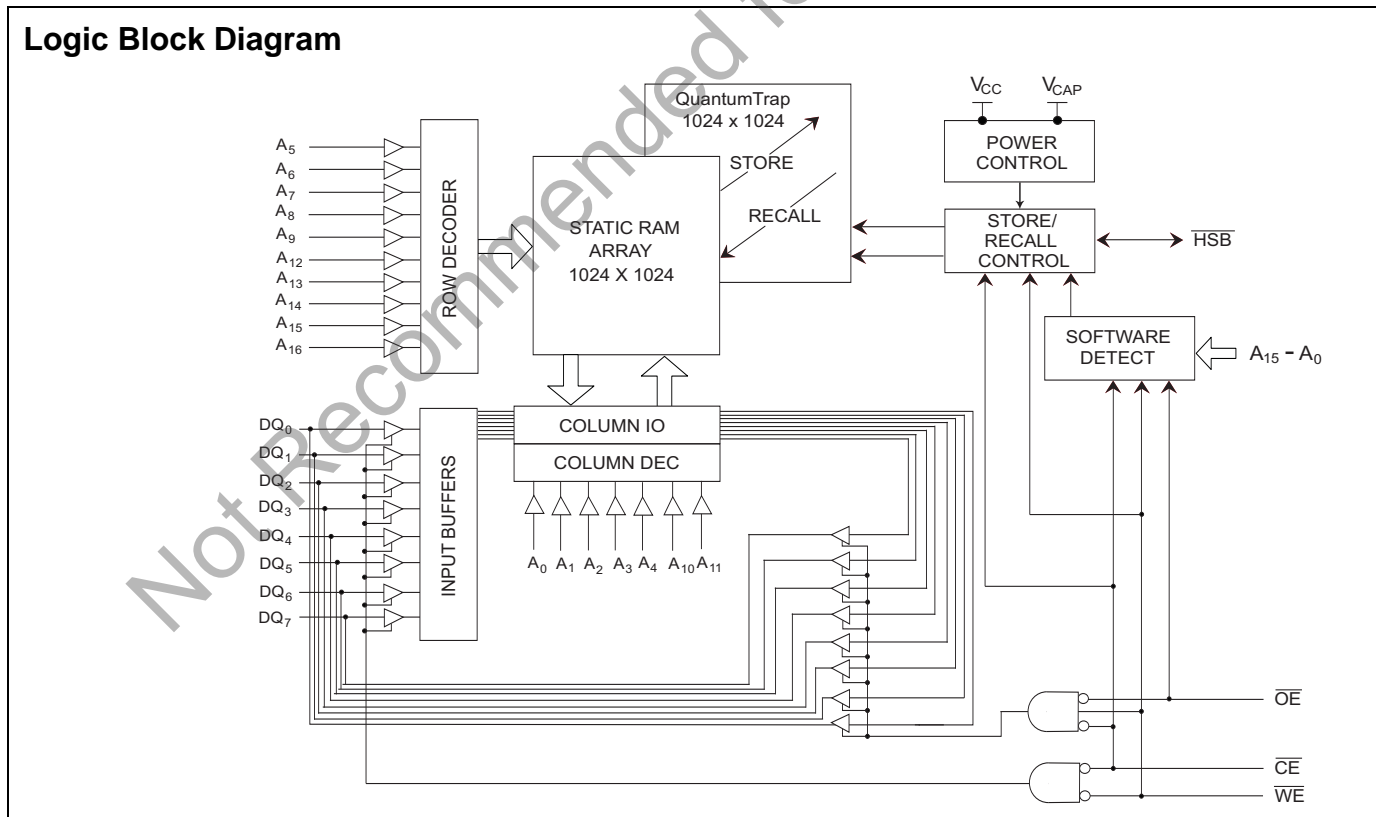 Logic Block Diagram
Not Recommended fo
A5
A6
A7
A8
A9
A12
A13
A14
A15
A16
ROW DECODER
QuantumTrap
1024 x 1024
STORE
RECALL
STATIC RAM
ARRAY
1024 X 1024
VCC
VCAP
POWER
CONTROL
STORE/
RECALL
CONTROL
HSB
SOFTWARE
DETECT
A15 - A0
DQ0
DQ1
DQ2
DQ3
DQ4
DQ5
DQ6
DQ7
INPUT BUFFERS
COLUMN IO
COLUMN DEC
A0 A1 A2 A3 A4 A10 A11
OE
CE
WE